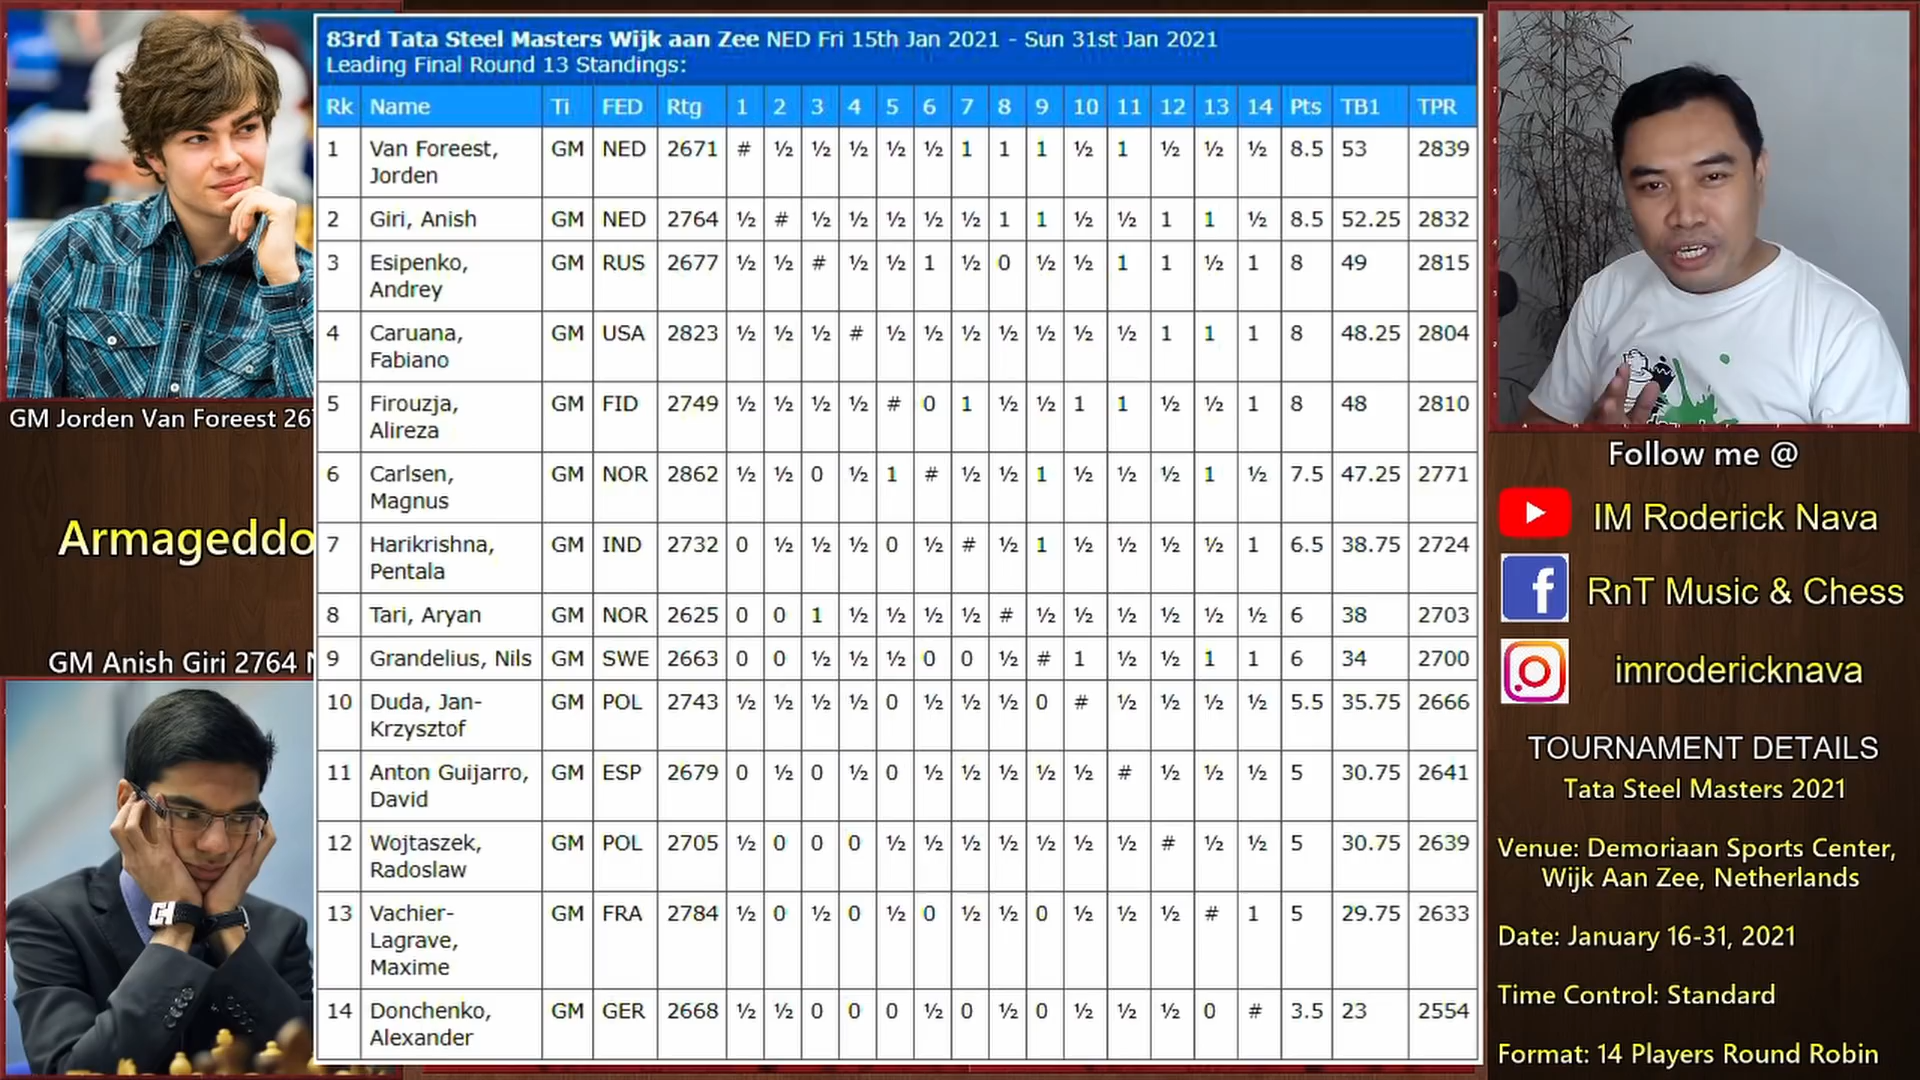 83rd Tata Steel Masters Wijk aan Zee NED Fri 15th Jan 2021 - Sun 31st Jan 2021
Leading Final Round 13 Standings:
Rk Name Ti FED Rtg 1 2 3 4 5 6 7 8 9 10 11 12 13 14 Pts TB1 TPR
1 Van Foreest, Jorden GM NED 2671 # ½ ½ ½ ½ ½ 1 1 1 ½ 1 ½ ½ ½ 8.5 53 2839
2 Giri, Anish GM NED 2764 ½ # ½ ½ ½ ½ ½ 1 1 ½ ½ 1 1 ½ 8.5 52.25 2832
3 Esipenko, Andrey GM RUS 2677 ½ ½ # ½ ½ 1 ½ 0 ½ ½ 1 1 ½ 1 8 49 2815
4 Caruana, Fabiano GM USA 2823 ½ ½ ½ # ½ ½ ½ ½ ½ ½ ½ 1 1 1 8 48.25 2804
5 Firouzja, Alireza GM FID 2749 ½ ½ ½ ½ # 0 1 ½ ½ 1 1 ½ ½ 1 8 48 2810
6 Carlsen, Magnus GM NOR 2862 ½ ½ 0 ½ 1 # ½ ½ 1 ½ ½ ½ 1 ½ 7.5 47.25 2771
7 Harikrishna, Pentala GM IND 2732 0 ½ ½ ½ 0 ½ # ½ 1 ½ ½ ½ ½ 1 6.5 38.75 2724
8 Tari, Aryan GM NOR 2625 0 0 1 ½ ½ ½ ½ # ½ ½ ½ ½ ½ ½ 6 38 2703
9 Grandelius, Nils GM SWE 2663 0 0 ½ ½ ½ 0 0 ½ # 1 ½ ½ 1 1 6 34 2700
10 Duda, Jan-Krzysztof GM POL 2743 ½ ½ ½ ½ 0 ½ ½ ½ 0 # ½ ½ ½ ½ 5.5 35.75 2666
11 Anton Guijarro, David GM ESP 2679 0 ½ 0 ½ 0 ½ ½ ½ ½ ½ # ½ ½ ½ 5 30.75 2641
12 Wojtaszek, Radoslaw GM POL 2705 ½ 0 0 0 ½ ½ ½ ½ ½ ½ ½ # ½ ½ 5 30.75 2639
13 Vachier-Lagrave, Maxime GM FRA 2784 ½ 0 ½ 0 ½ 0 ½ ½ 0 ½ ½ ½ # 1 5 29.75 2633
14 Donchenko, Alexander GM GER 2668 ½ ½ 0 0 0 ½ 0 ½ 0 ½ ½ ½ 0 # 3.5 23 2554
GM Jorden Van Foreest 267
Armageddo
GM Anish Giri 2764 N
Follow me @
IM Roderick Nava
RnT Music & Chess
imrodericknava
TOURNAMENT DETAILS
Tata Steel Masters 2021
Venue: Demoriaan Sports Center,
Wijk Aan Zee, Netherlands
Date: January 16-31, 2021
Time Control: Standard
Format: 14 Players Round Robin